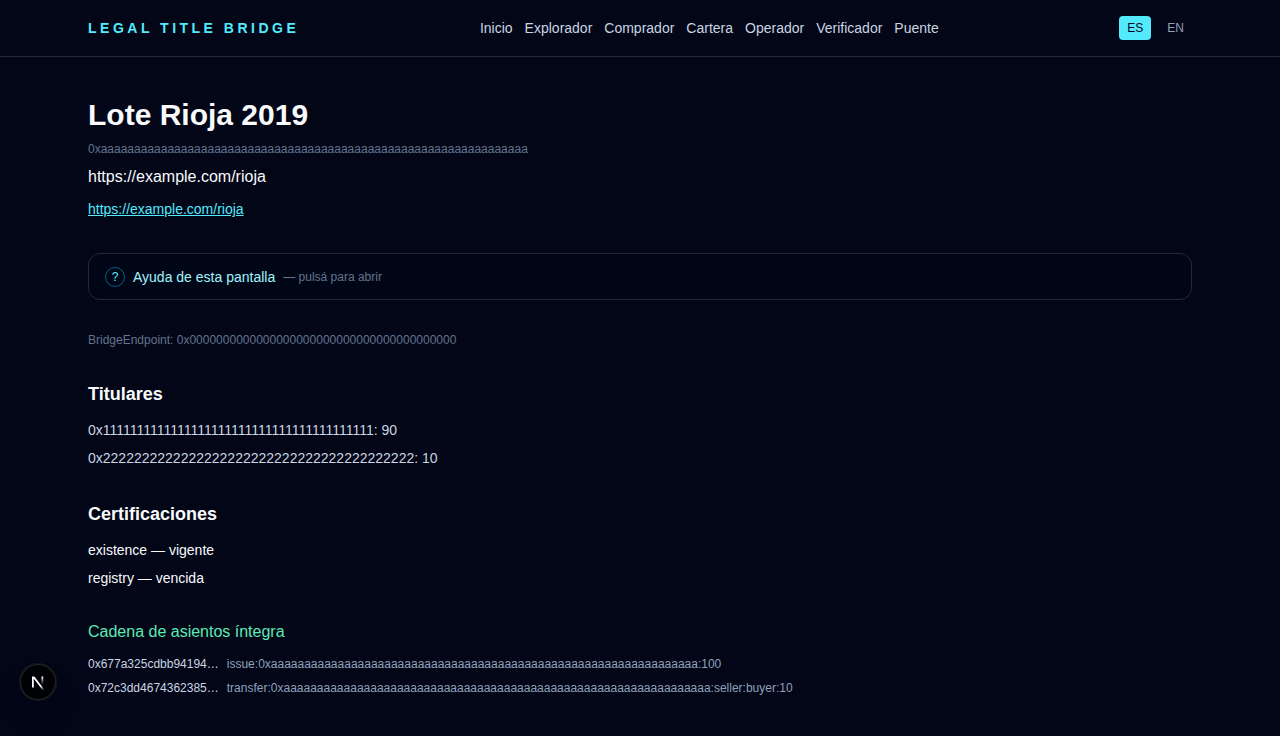 LEGAL TITLE BRIDGE
Inicio Explorador Comprador Cartera Operador Verificador Puente
ES EN
Lote Rioja 2019
0xaaaaaaaaaaaaaaaaaaaaaaaaaaaaaaaaaaaaaaaaaaaaaaaaaaaaaaaaaaaaaaaa
https://example.com/rioja
https://example.com/rioja
? Ayuda de esta pantalla — pulsá para abrir
BridgeEndpoint: 0x0000000000000000000000000000000000000000
Titulares
0x1111111111111111111111111111111111111111: 90
0x2222222222222222222222222222222222222222: 10
Certificaciones
existence — vigente
registry — vencida
Cadena de asientos íntegra
0x677a325cdbb94194… issue:0xaaaaaaaaaaaaaaaaaaaaaaaaaaaaaaaaaaaaaaaaaaaaaaaaaaaaaaaaaaaaaaaa:100
0x72c3dd4674362385… transfer:0xaaaaaaaaaaaaaaaaaaaaaaaaaaaaaaaaaaaaaaaaaaaaaaaaaaaaaaaaaaaaaaaa:seller:buyer:10
N